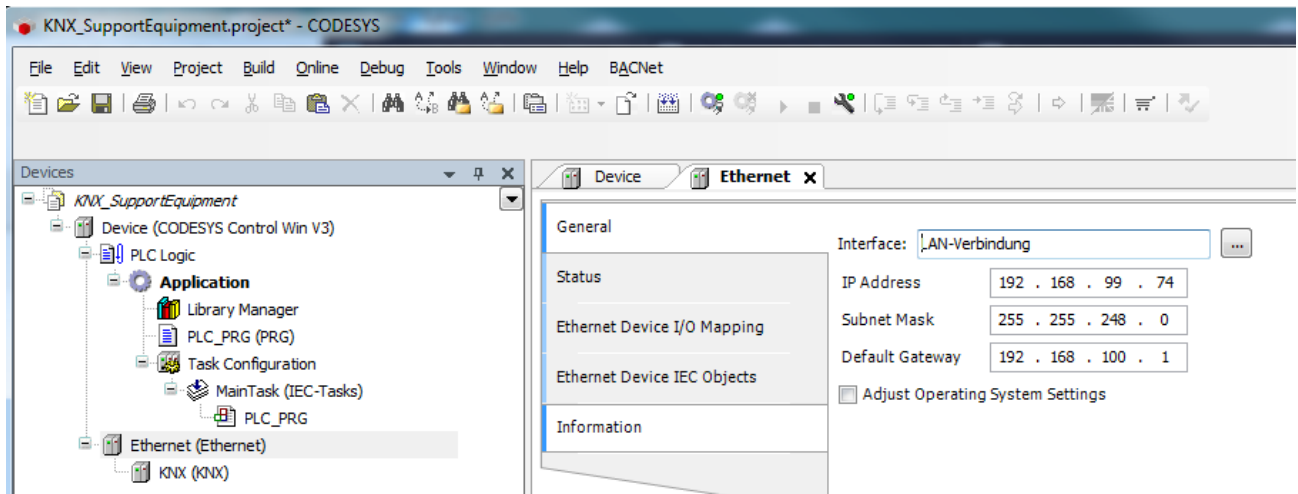 KNX_SupportEquipment.project* - CODESYS
File Edit View Project Build Online Debug Tools Window Help BACNet
Devices
KNX_SupportEquipment
Device (CODESYS Control Win V3)
PLC Logic
Application
Library Manager
PLC_PRG (PRG)
Task Configuration
MainTask (IEC-Tasks)
PLC_PRG
Ethernet (Ethernet)
KNX (KNX)
Device Ethernet
General
Status
Ethernet Device I/O Mapping
Ethernet Device IEC Objects
Information
Interface: LAN-Verbindung ...
IP Address 192 . 168 . 99 . 74
Subnet Mask 255 . 255 . 248 . 0
Default Gateway 192 . 168 . 100 . 1
Adjust Operating System Settings